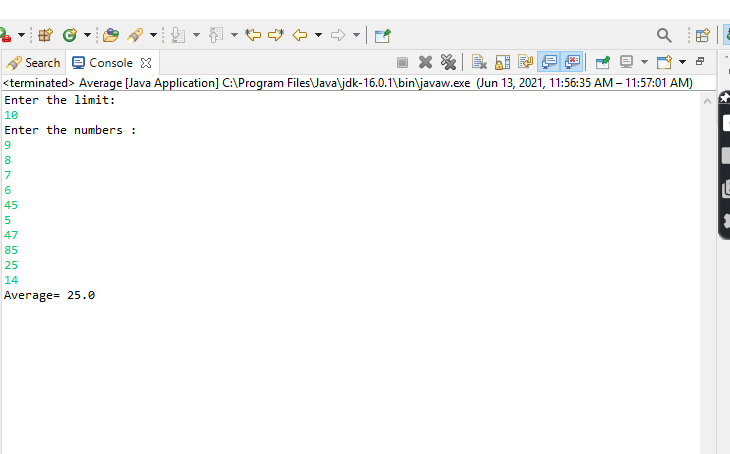 Search Console
<terminated> Average [Java Application] C:\Program Files\Java\jdk-16.0.1\bin\javaw.exe (Jun 13, 2021, 11:56:35 AM – 11:57:01 AM)
Enter the limit:
10
Enter the numbers :
9
8
7
6
45
5
47
85
25
14
Average= 25.0